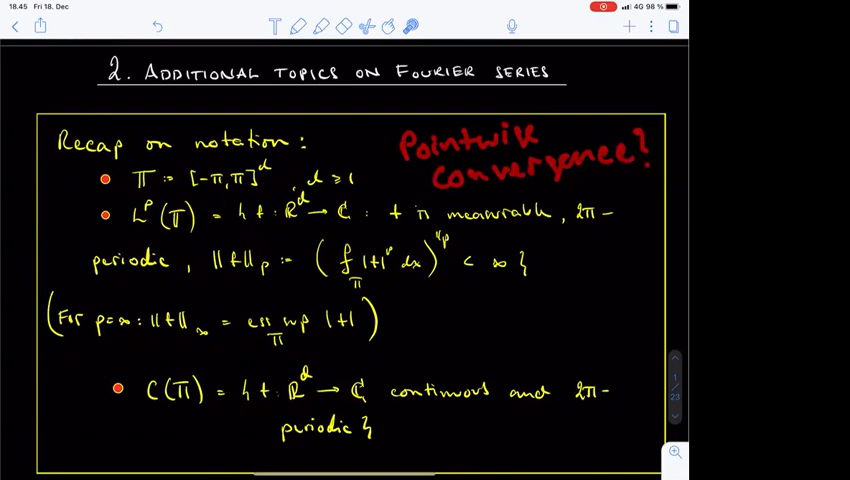 18.45 Fri 18. Dec
4G 98 %
2. ADDITIONAL TOPICS ON FOURIER SERIES
Recap on notation:
Pointwise
convergence?
𝕋 := [-π,π]^d , d ≥ 1
L^p(𝕋) = { f : ℝ^d → ℂ : f is measurable, 2π-
periodic, ||f||_p := ( ⨍_𝕋 |f|^p dx )^{1/p} < ∞ }
(For p=∞ : ||f||_∞ = ess sup_𝕋 |f| )
C(𝕋) = { f : ℝ^d → ℂ continuous and 2π-
periodic }
1
23